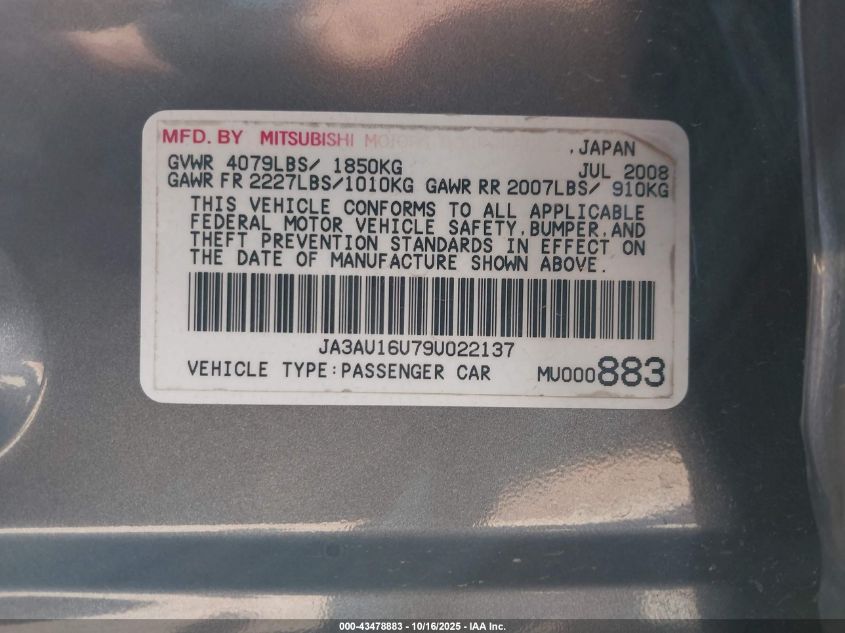 MFD. BY MITSUBISHI MOTORS
, JAPAN
GVWR 4079LBS/ 1850KG JUL 2008
GAWR FR 2227LBS/1010KG GAWR RR 2007LBS/ 910KG
THIS VEHICLE CONFORMS TO ALL APPLICABLE
FEDERAL MOTOR VEHICLE SAFETY,BUMPER,AND
THEFT PREVENTION STANDARDS IN EFFECT ON
THE DATE OF MANUFACTURE SHOWN ABOVE.
JA3AU16U79U022137
VEHICLE TYPE:PASSENGER CAR MU000883
000-43478883 - 10/16/2025 - IAA Inc.